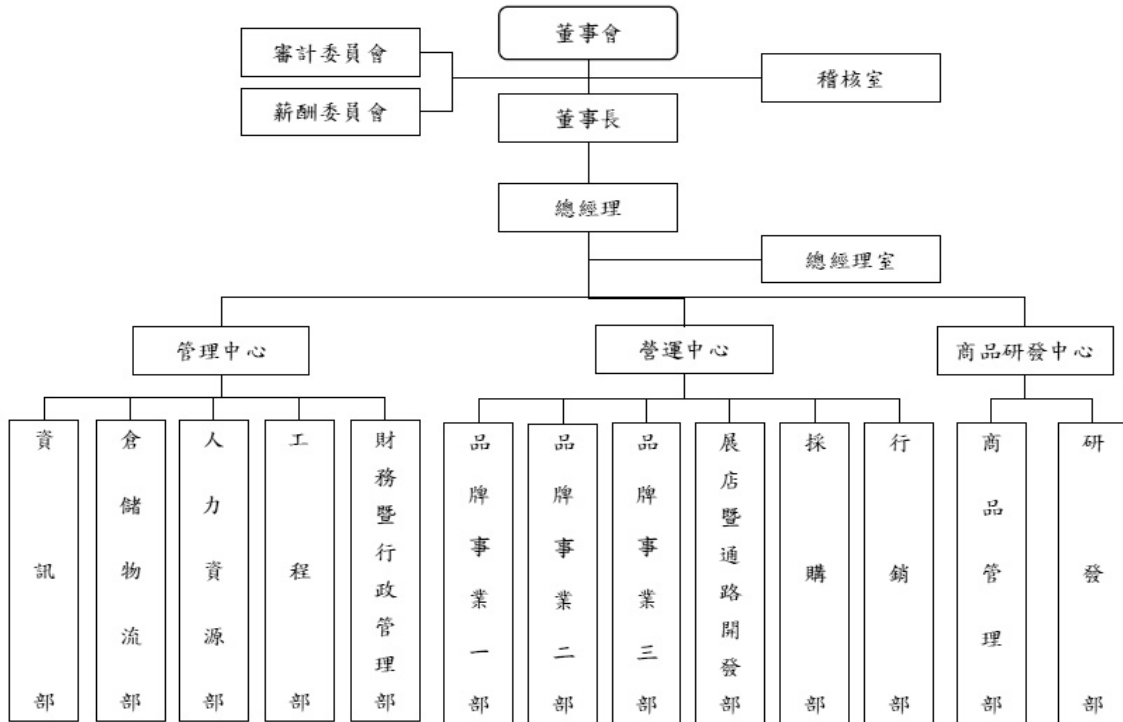 董事會
審計委員會
稽核室
薪酬委員會
董事長
總經理
總經理室
管理中心
營運中心
商品研發中心
資訊部
倉儲物流部
人力資源部
工程部
財務暨行政管理部
品牌事業一部
品牌事業二部
品牌事業三部
展店暨通路開發部
採購部
行銷部
商品管理部
研發部